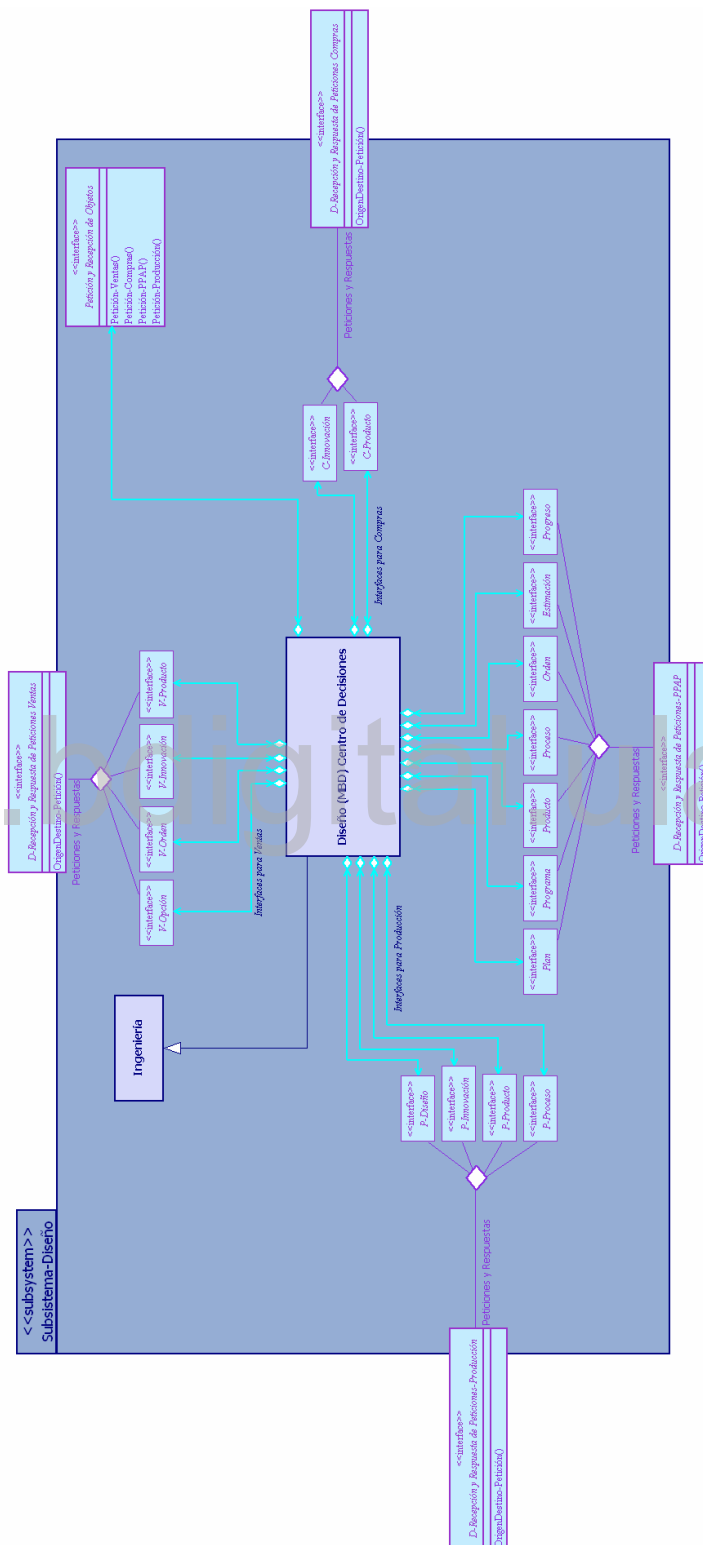 <<subsystem>>
Subsistema-Diseño
<<interface>>
D-Recepción y Respuesta de Peticiones Ventas
OrigenDestino-Petición()
Peticiones y Respuestas
<<interface>>
V-Opción
<<interface>>
V-Orden
<<interface>>
V-Innovación
<<interface>>
V-Producto
Interfaces para Ventas
<<interface>>
Petición y Recepción de Objetos
Petición-Ventas()
Petición-Compras()
Petición-PPAP()
Petición-Producción()
Ingeniería
Diseño (MBD) Centro de Decisiones
<<interface>>
D-Recepción y Respuesta de Peticiones-Producción
OrigenDestino-Petición()
Peticiones y Respuestas
<<interface>>
P-Diseño
<<interface>>
P-Innovación
<<interface>>
P-Producto
<<interface>>
P-Proceso
Interfaces para Producción
Interfaces para Compras
<<interface>>
C-Innovación
<<interface>>
C-Producto
Peticiones y Respuestas
<<interface>>
D-Recepción y Respuesta de Peticiones Compras
OrigenDestino-Petición()
<<interface>>
Plan
<<interface>>
Programa
<<interface>>
Producto
<<interface>>
Proceso
<<interface>>
Orden
<<interface>>
Estimación
<<interface>>
Progreso
Peticiones y Respuestas
<<interface>>
D-Recepción y Respuesta de Peticiones-PPAP
.bdigital.ula